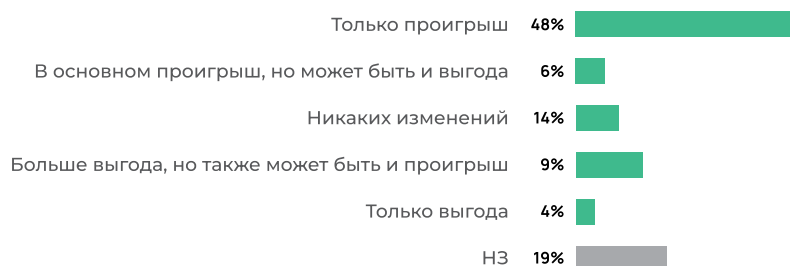 Только проигрыш 48%
В основном проигрыш, но может быть и выгода 6%
Никаких изменений 14%
Больше выгода, но также может быть и проигрыш 9%
Только выгода 4%
НЗ 19%